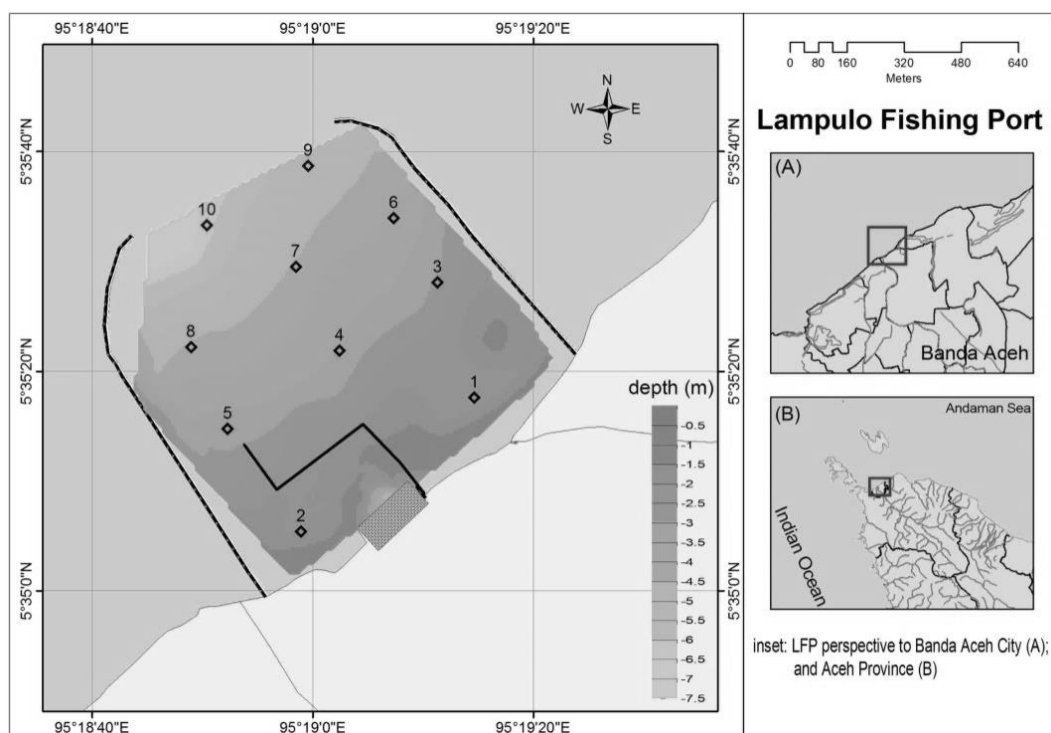 95°18'40"E 95°19'0"E 95°19'20"E
5°35'40"N
5°35'20"N
5°35'0"N
N
W E
S
9
10
6
7
3
8
4
1
5
2
depth (m)
-0.5
-1
-1.5
-2
-2.5
-3
-3.5
-4
-4.5
-5
-5.5
-6
-6.5
-7
-7.5
5°35'40"N
5°35'20"N
5°35'0"N
95°18'40"E 95°19'0"E 95°19'20"E
0 80 160 320 480 640
Meters
Lampulo Fishing Port
(A)
Banda Aceh
(B)
Andaman Sea
Indian Ocean
inset: LFP perspective to Banda Aceh City (A);
and Aceh Province (B)